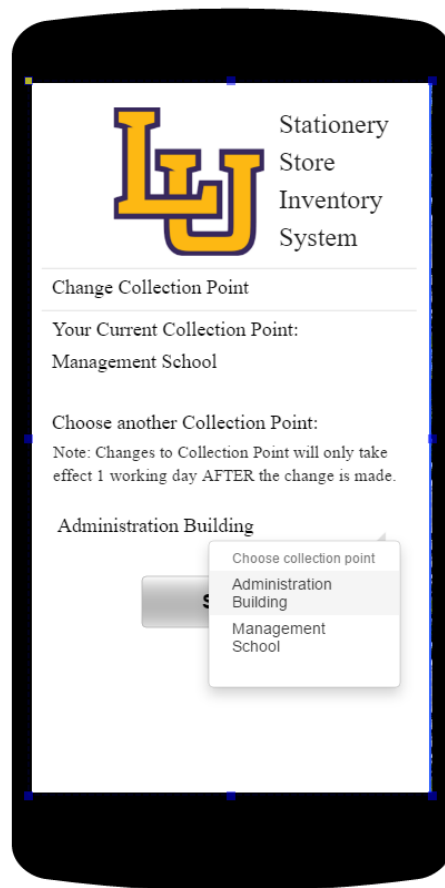 LU
Stationery
Store
Inventory
System
Change Collection Point
Your Current Collection Point:
Management School
Choose another Collection Point:
Note: Changes to Collection Point will only take
effect 1 working day AFTER the change is made.
Administration Building
Choose collection point
Administration
Building
Management
School